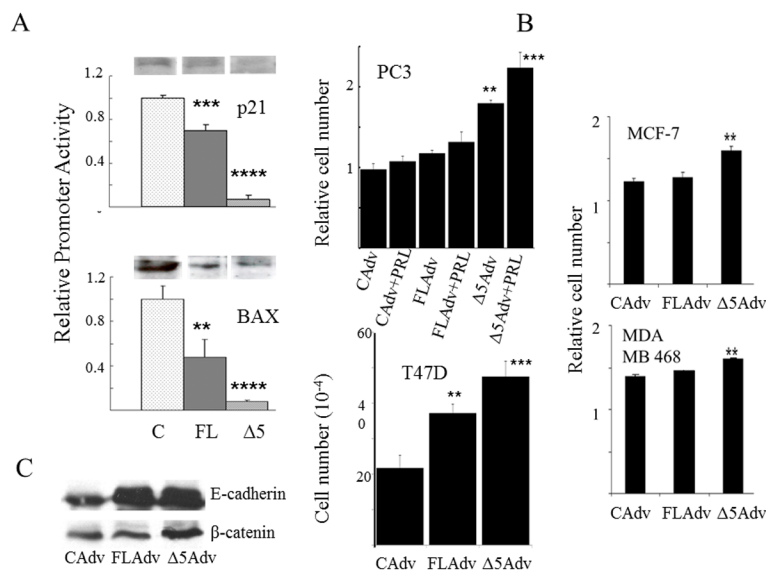 A
B
Relative Promoter Activity
1.2
0.8
0.4
-
***
p21
****
1.2
0.8
0.4
**
BAX
****
C FL Δ5
Relative cell number
2
1
PC3
**
***
CAdv
CAdv+PRL
FLAdv
FLAdv+PRL
Δ5Adv
Δ5Adv+PRL
Cell number (10-4)
60
4
0
20
T47D
**
***
CAdv FLAdv Δ5Adv
Relative cell number
2
1
MCF-7
**
CAdv FLAdv Δ5Adv
2
1
MDA
MB 468
**
CAdv FLAdv Δ5Adv
C
E-cadherin
β-catenin
CAdv FLAdv Δ5Adv